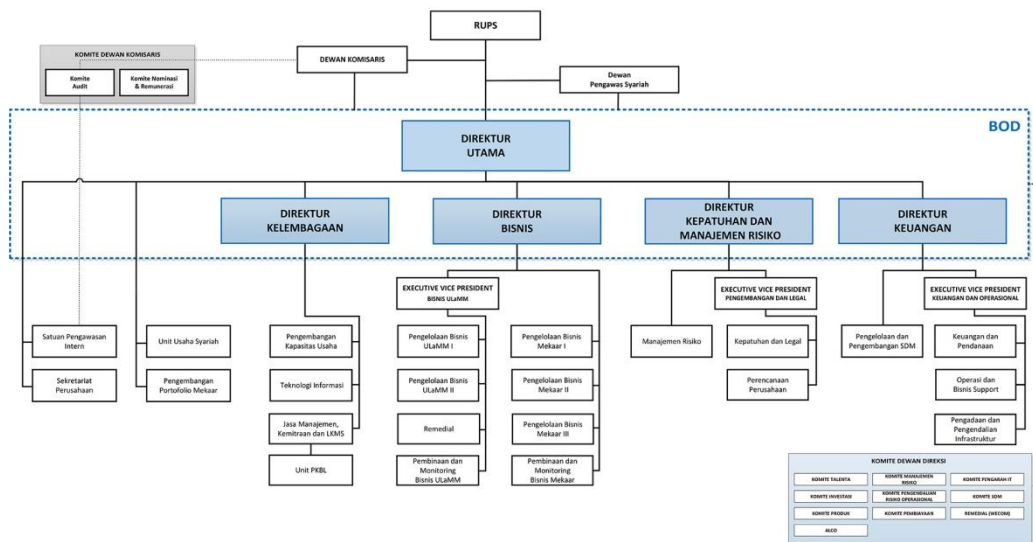 RUPS
KOMITE DEWAN KOMISARIS
Komite
Audit
Komite Nominasi
& Remunerasi
DEWAN KOMISARIS
Dewan
Pengawas Syariah
BOD
DIREKTUR
UTAMA
DIREKTUR
KELEMBAGAAN
DIREKTUR
BISNIS
DIREKTUR
KEPATUHAN DAN
MANAJEMEN RISIKO
DIREKTUR
KEUANGAN
EXECUTIVE VICE PRESIDENT
BISNIS ULaMM
EXECUTIVE VICE PRESIDENT
PENGEMBANGAN DAN LEGAL
EXECUTIVE VICE PRESIDENT
KEUANGAN DAN OPERASIONAL
Satuan Pengawasan
Intern
Sekretariat
Perusahaan
Unit Usaha Syariah
Pengembangan
Portofolio Mekaar
Pengembangan
Kapasitas Usaha
Teknologi Informasi
Jasa Manajemen,
Kemitraan dan LKMS
Unit PKBL
Pengelolaan Bisnis
ULaMM I
Pengelolaan Bisnis
ULaMM II
Remedial
Pembinaan dan
Monitoring
Bisnis ULaMM
Pengelolaan Bisnis
Mekaar I
Pengelolaan Bisnis
Mekaar II
Pengelolaan Bisnis
Mekaar III
Pembinaan dan
Monitoring
Bisnis Mekaar
Manajemen Risiko
Kepatuhan dan Legal
Perencanaan
Perusahaan
Pengelolaan dan
Pengembangan SDM
Keuangan dan
Pendanaan
Operasi dan
Bisnis Support
Pengadaan dan
Pengendalian
Infrastruktur
KOMITE DEWAN DIREKSI
KOMITE TALENTA
KOMITE MANAJEMEN
RISIKO
KOMITE PENGARAH IT
KOMITE INVESTASI
KOMITE PENGENDALIAN
RISIKO OPERASIONAL
KOMITE SDM
KOMITE PRODUK
KOMITE PEMBIAYAAN
REMEDIAL (WECOM)
ALCO